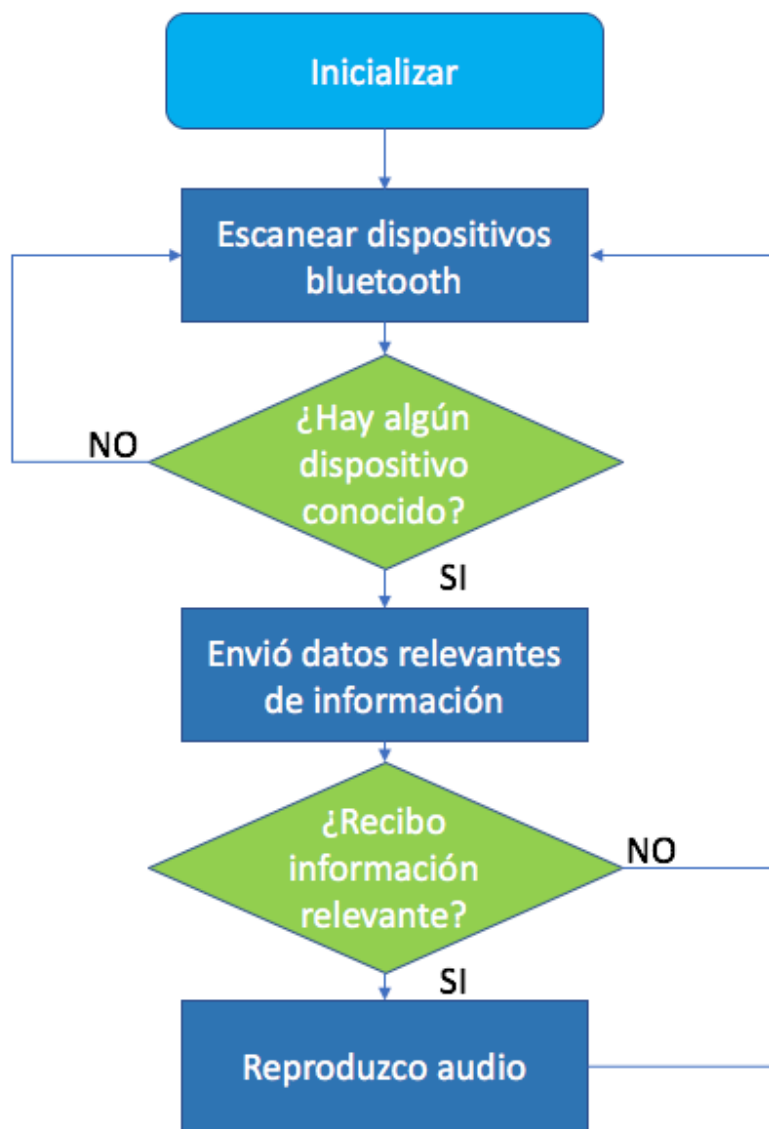 Inicializar
Escanear dispositivos
bluetooth
¿Hay algún
dispositivo
conocido?
NO
SI
Envió datos relevantes
de información
¿Recibo
información
relevante?
NO
SI
Reproduzco audio